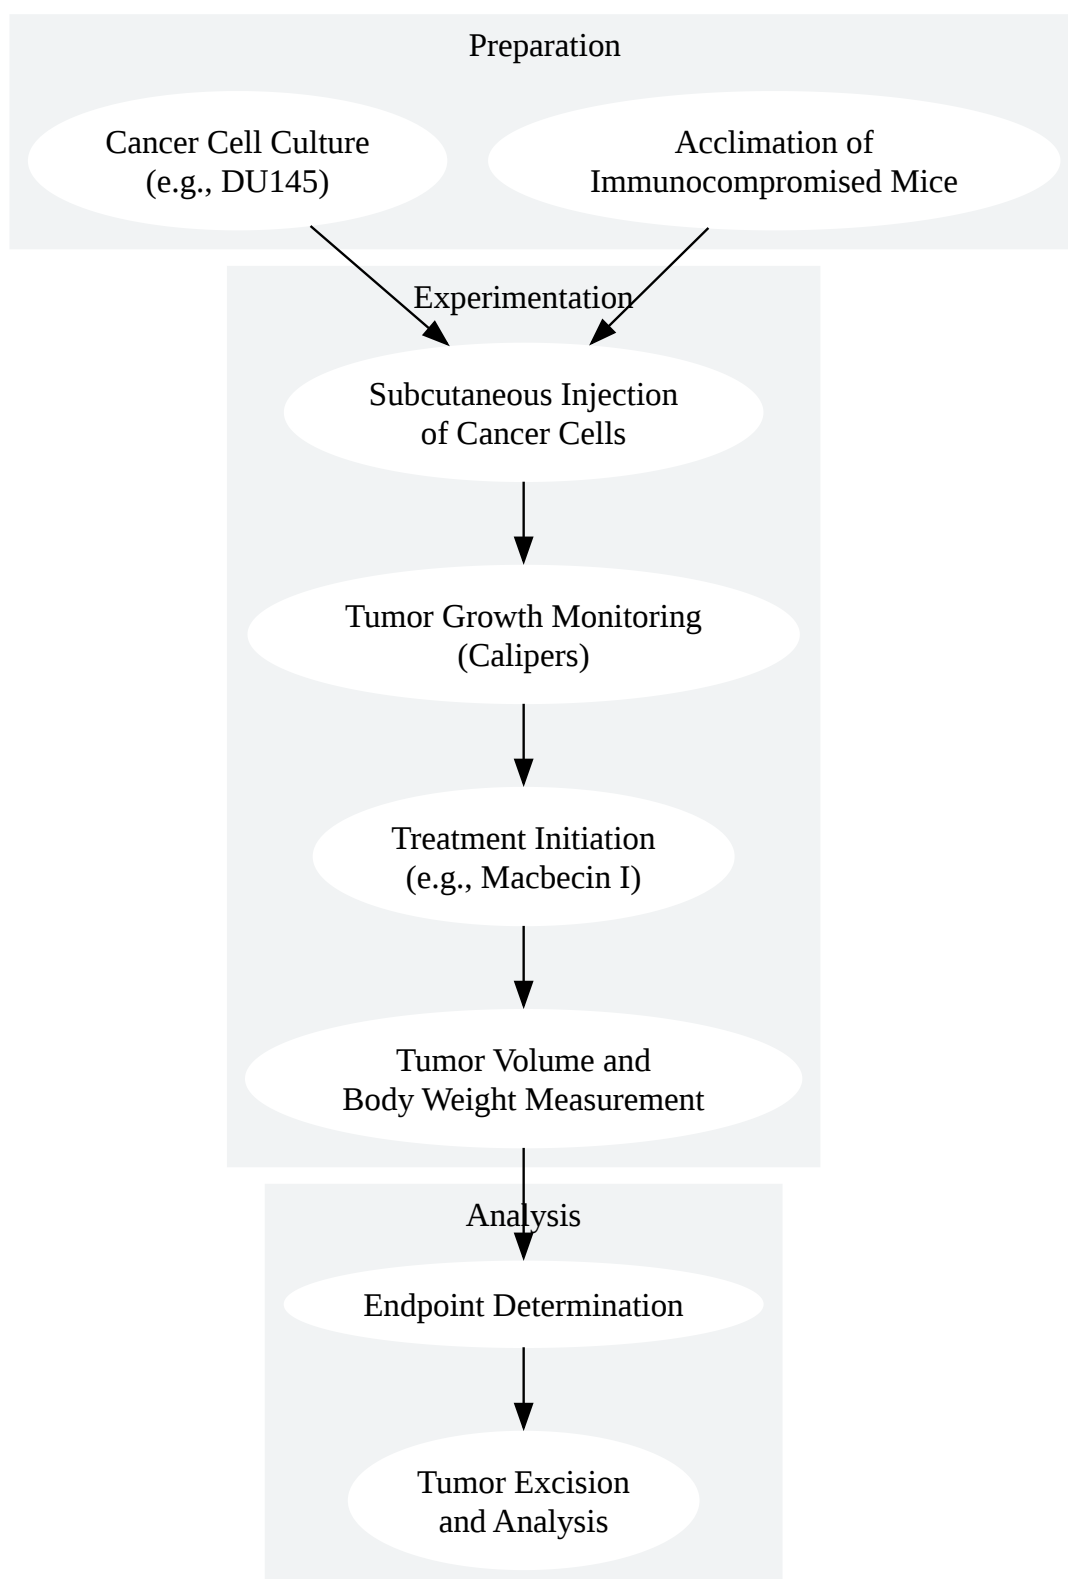 Preparation
Cancer Cell Culture
(e.g., DU145)
Acclimation of
Immunocompromised Mice
Experimentation
Subcutaneous Injection
of Cancer Cells
Tumor Growth Monitoring
(Calipers)
Treatment Initiation
(e.g., Macbecin I)
Tumor Volume and
Body Weight Measurement
Analysis
Endpoint Determination
Tumor Excision
and Analysis